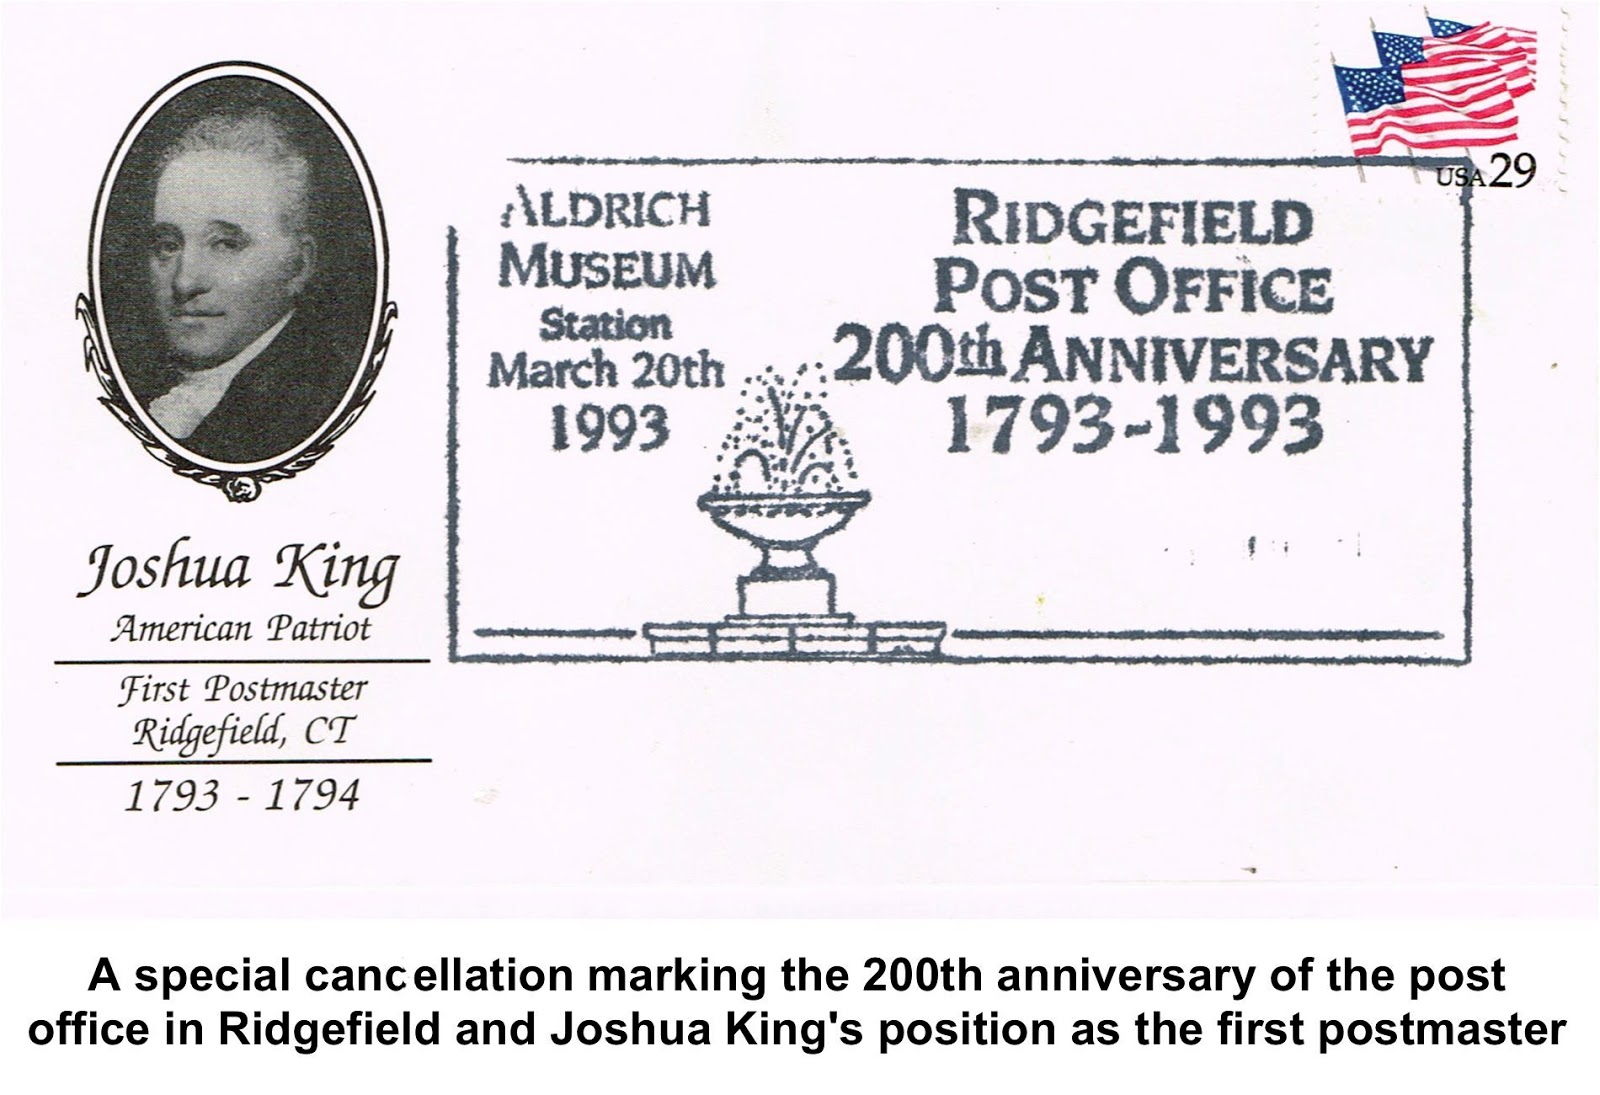 USA 29
ALDRICH
MUSEUM
Station
March 20th
1993
RIDGEFIELD
POST OFFICE
200th ANNIVERSARY
1793-1993
Joshua King
American Patriot
First Postmaster
Ridgefield, CT
1793 - 1794
A special cancellation marking the 200th anniversary of the post
office in Ridgefield and Joshua King's position as the first postmaster